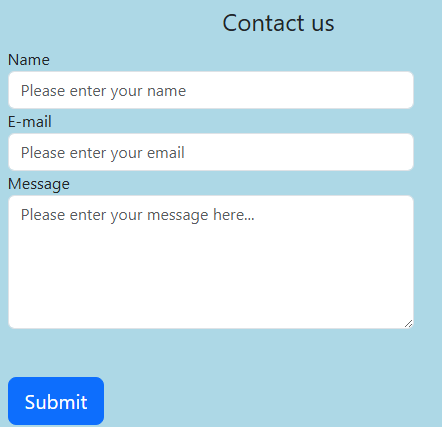 Contact us
Name
Please enter your name
E-mail
Please enter your email
Message
Please enter your message here...
Submit